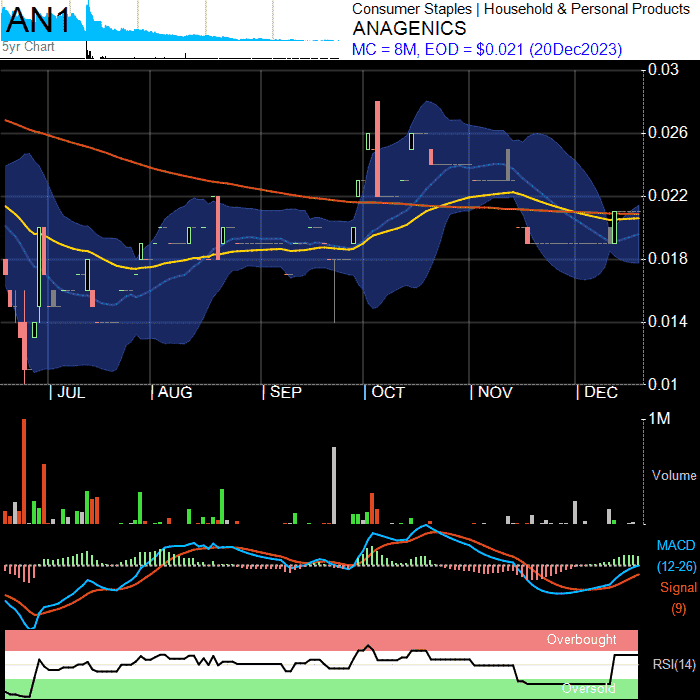 AN1
5yr Chart
Consumer Staples | Household & Personal Products
ANAGENICS
MC = 8M, EOD = $0.021 (20Dec2023)
0.03
0.026
0.022
0.018
0.014
0.01
| JUL | AUG | SEP | OCT | NOV | DEC
1M
Volume
MACD
(12-26)
Signal
(9)
Overbought
RSI(14)
Oversold